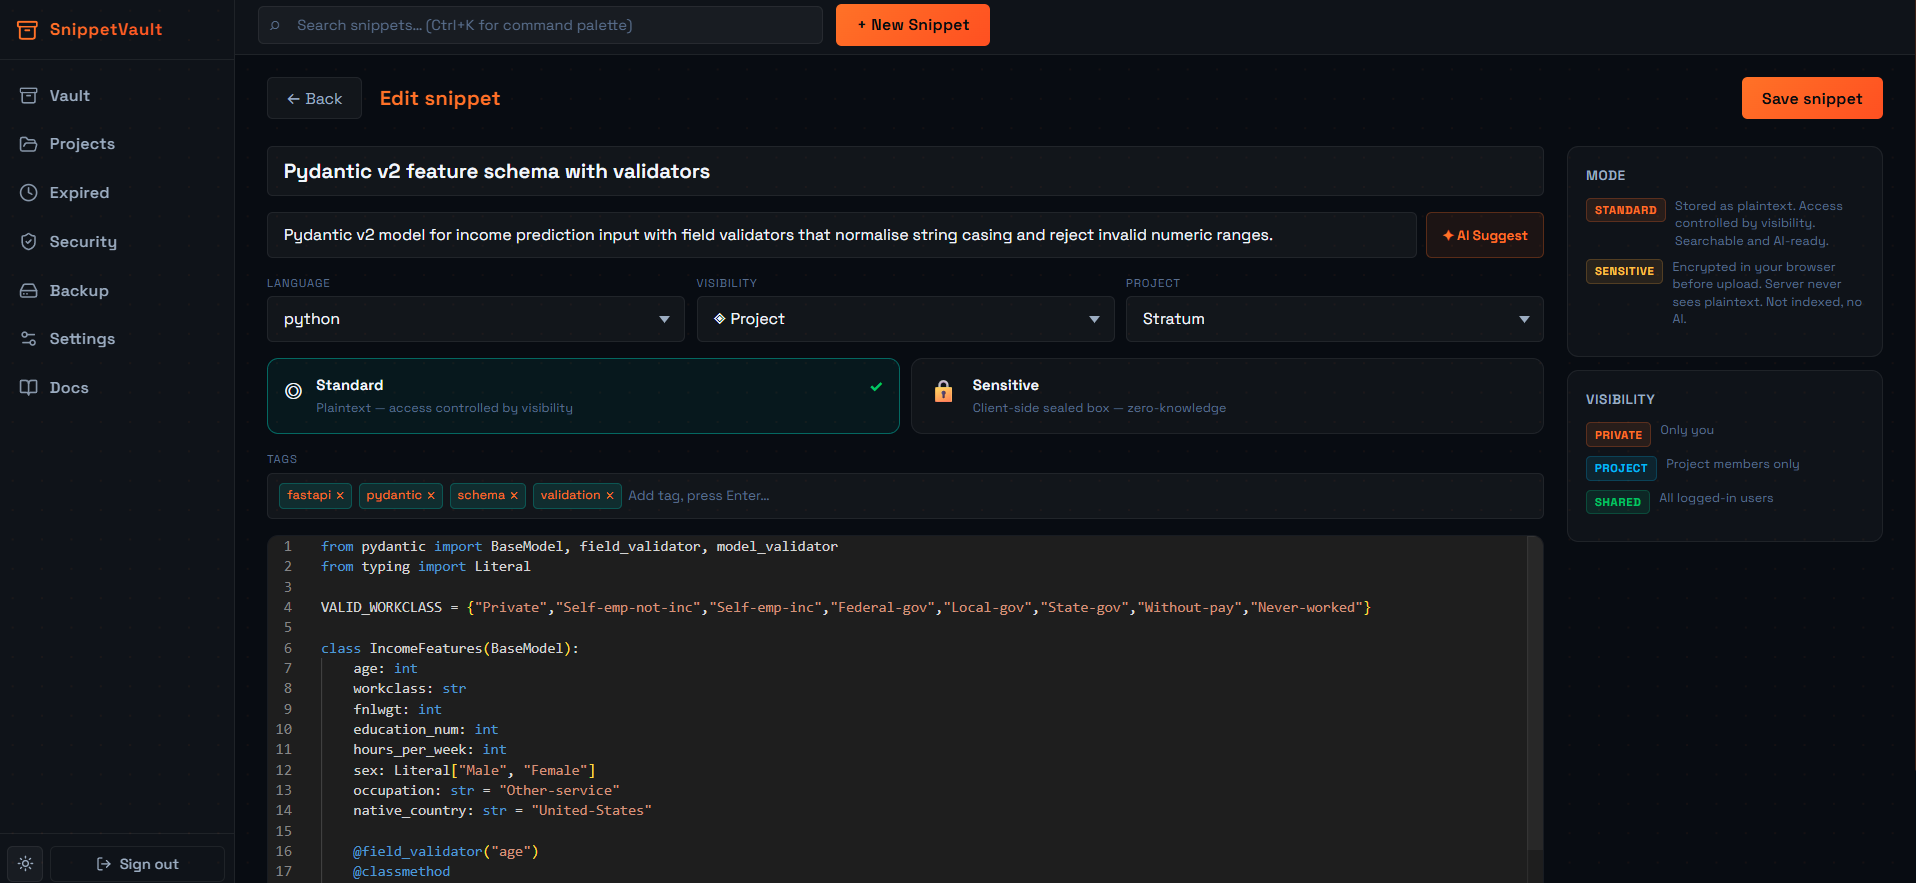 SnippetVault
Search snippets... (Ctrl+K for command palette)
+ New Snippet
Vault
Projects
Expired
Security
Backup
Settings
Docs
Sign out
← Back
Edit snippet
Save snippet
Pydantic v2 feature schema with validators
Pydantic v2 model for income prediction input with field validators that normalise string casing and reject invalid numeric ranges.
✦ AI Suggest
LANGUAGE
python
VISIBILITY
◈ Project
PROJECT
Stratum
Standard
Plaintext — access controlled by visibility
✓
Sensitive
Client-side sealed box — zero-knowledge
TAGS
fastapi ×
pydantic ×
schema ×
validation ×
Add tag, press Enter...
1 from pydantic import BaseModel, field_validator, model_validator
2 from typing import Literal
3
4 VALID_WORKCLASS = {"Private","Self-emp-not-inc","Self-emp-inc","Federal-gov","Local-gov","State-gov","Without-pay","Never-worked"}
5
6 class IncomeFeatures(BaseModel):
7     age: int
8     workclass: str
9     fnlwgt: int
10     education_num: int
11     hours_per_week: int
12     sex: Literal["Male", "Female"]
13     occupation: str = "Other-service"
14     native_country: str = "United-States"
15
16     @field_validator("age")
17     @classmethod
MODE
STANDARD
Stored as plaintext. Access
controlled by visibility.
Searchable and AI-ready.
SENSITIVE
Encrypted in your browser
before upload. Server never
sees plaintext. Not indexed, no
AI.
VISIBILITY
PRIVATE Only you
PROJECT Project members only
SHARED All logged-in users